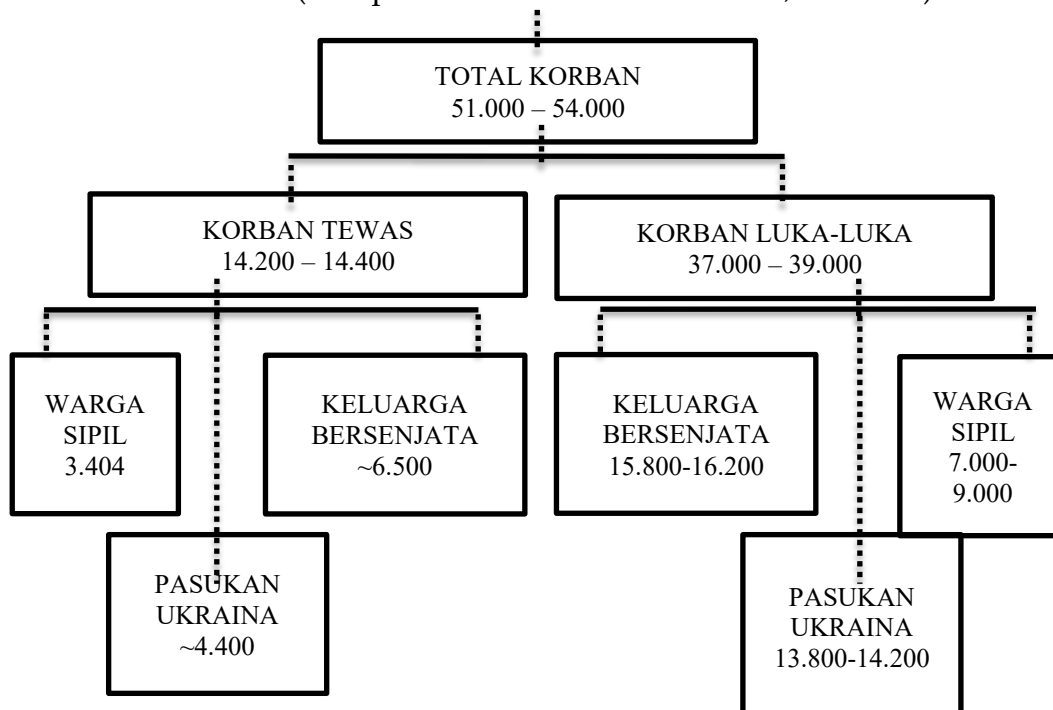 TOTAL KORBAN
51.000 – 54.000
KORBAN TEWAS
14.200 – 14.400
KORBAN LUKA-LUKA
37.000 – 39.000
WARGA
SIPIL
3.404
KELUARGA
BERSENJATA
~6.500
KELUARGA
BERSENJATA
15.800-16.200
WARGA
SIPIL
7.000-
9.000
PASUKAN
UKRAINA
~4.400
PASUKAN
UKRAINA
13.800-14.200